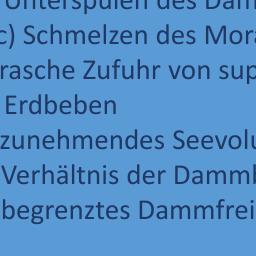 Unterspülen des Dam
c) Schmelzen des Mora
rasche Zufuhr von sup
Erdbeben
zunehmendes Seevolu
Verhältnis der Dammb
begrenztes Dammfrei